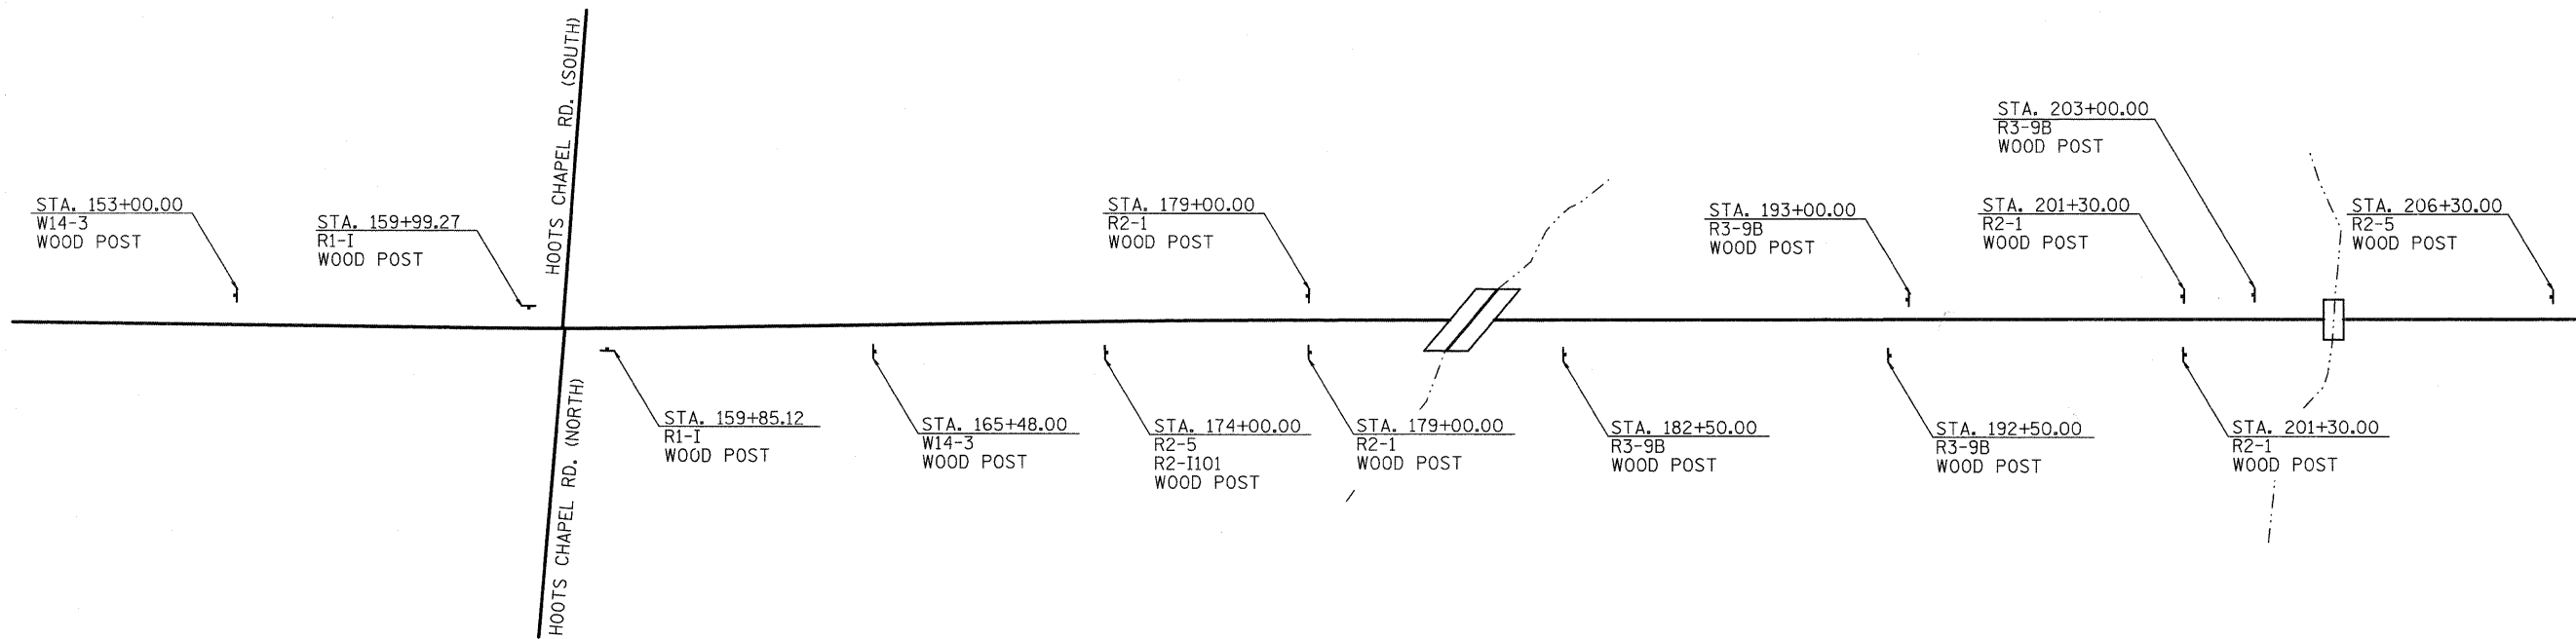 HOOTS CHAPEL RD. (SOUTH)
STA. 153+00.00
W14-3
WOOD POST
STA. 159+99.27
R1-I
WOOD POST
STA. 179+00.00
R2-1
WOOD POST
STA. 193+00.00
R3-9B
WOOD POST
STA. 203+00.00
R3-9B
WOOD POST
STA. 201+30.00
R2-1
WOOD POST
STA. 206+30.00
R2-5
WOOD POST
HOOTS CHAPEL RD. (NORTH)
STA. 159+85.12
R1-I
WOOD POST
STA. 165+48.00
W14-3
WOOD POST
STA. 174+00.00
R2-5
R2-I101
WOOD POST
STA. 179+00.00
R2-1
WOOD POST
STA. 182+50.00
R3-9B
WOOD POST
STA. 192+50.00
R3-9B
WOOD POST
STA. 201+30.00
R2-1
WOOD POST